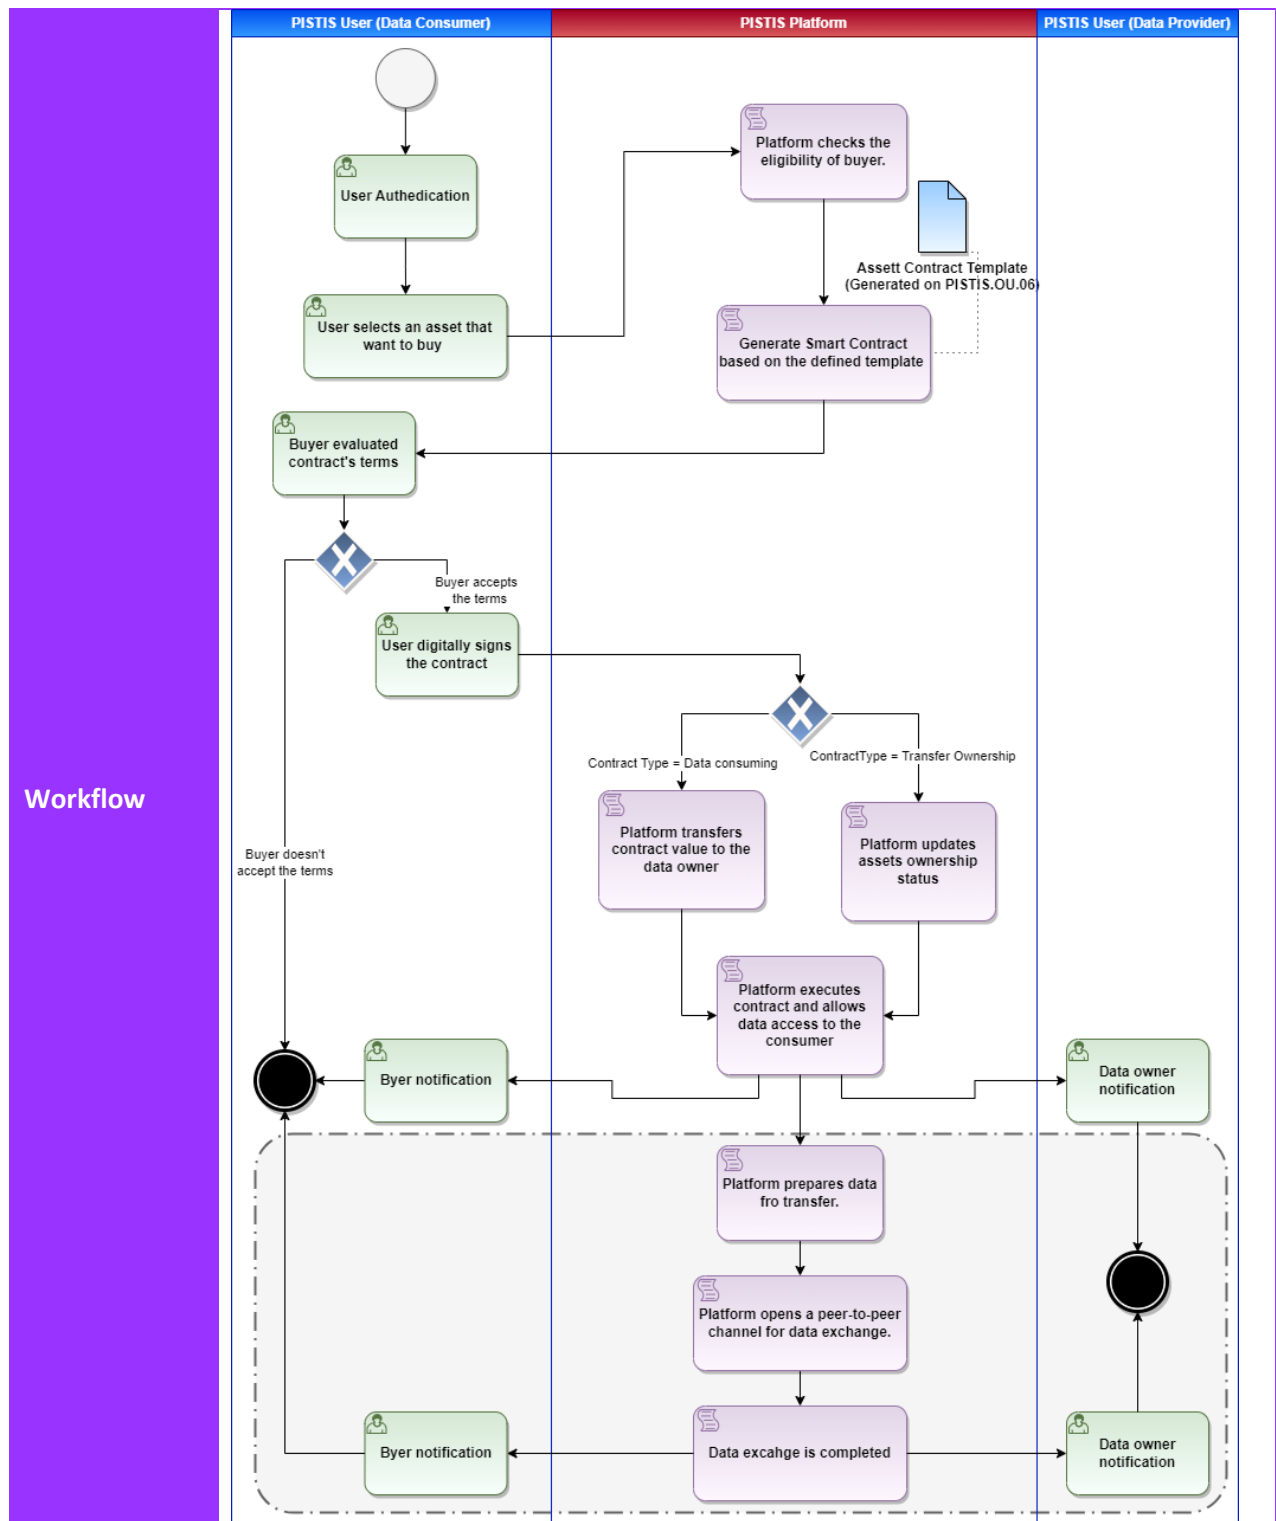 PISTIS User (Data Consumer)
PISTIS Platform
PISTIS User (Data Provider)
Platform checks the
eligibility of buyer.
User Authedication
Assett Contract Template
(Generated on PISTIS.OU.06)
User selects an asset that
want to buy
Generate Smart Contract
based on the defined template
Buyer evaluated
contract's terms
Buyer accepts
the terms
User digitally signs
the contract
Contract Type = Data consuming
ContractType = Transfer Ownership
Workflow
Platform transfers
contract value to the
data owner
Platform updates
assets ownership
status
Buyer doesn't
accept the terms
Platform executes
contract and allows
data access to the
consumer
Byer notification
Data owner
notification
Platform prepares data
fro transfer.
Platform opens a peer-to-peer
channel for data exchange.
Byer notification
Data excahge is completed
Data owner
notification